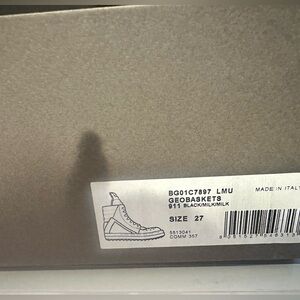 BG01C7897 LMU
GEOBASKETS
911 BLACK/MILK/MILK
MADE IN ITALY
SIZE 27
5513041
COMM 357